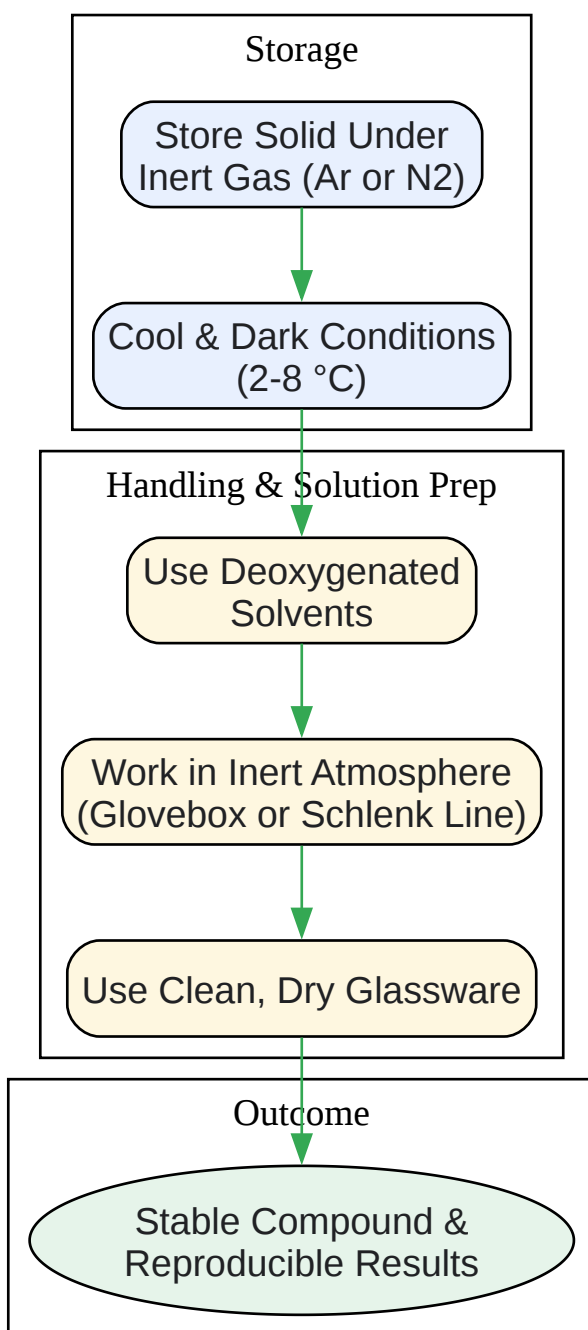 Storage
Store Solid Under
Inert Gas (Ar or N2)
Cool & Dark Conditions
(2-8 °C)
Handling & Solution Prep
Use Deoxygenated
Solvents
Work in Inert Atmosphere
(Glovebox or Schlenk Line)
Use Clean, Dry Glassware
Outcome
Stable Compound &
Reproducible Results